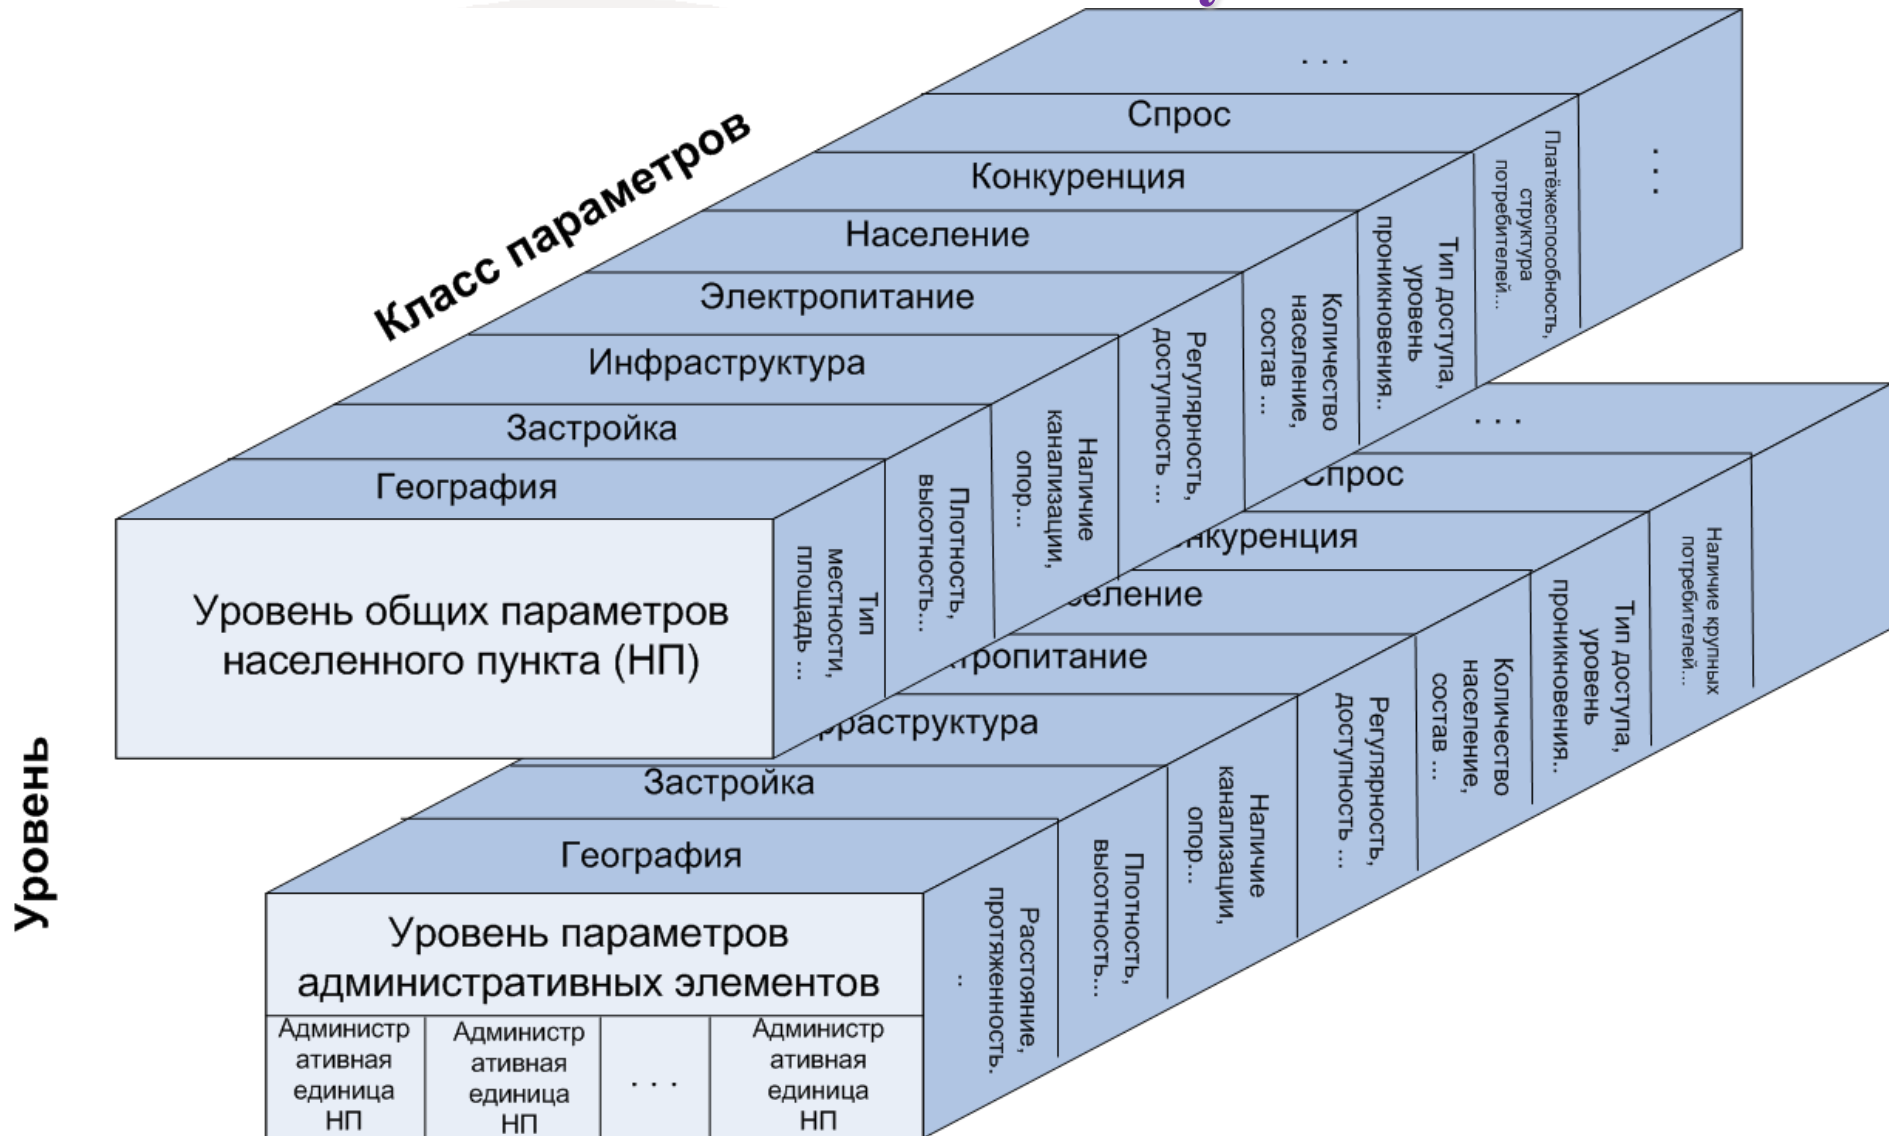 . . .
Спрос
Конкуренция
Население
Электропитание
Инфраструктура
Застройка
География
Класс параметров
Уровень общих параметров
населенного пункта (НП)
Тип
местности,
площадь ...
Плотность,
высотность...
Наличие
канализации,
опор...
Регулярность,
доступность ...
Количество
население,
состав ...
Тип доступа,
уровень
проникновения..
Платёжеспособность,
структура
потребителей...
. . .
Уровень
. . .
Спрос
нкуренция
селение
тропитание
фраструктура
Застройка
География
Уровень параметров
административных элементов
Администр
ативная
единица
НП
Администр
ативная
единица
НП
. . .
Администр
ативная
единица
НП
Расстояние,
протяженность.
..
Плотность,
высотность...
Наличие
канализации,
опор...
Регулярность,
доступность ...
Количество
население,
состав ...
Тип доступа,
уровень
проникновения..
Наличие крупных
потребителей...